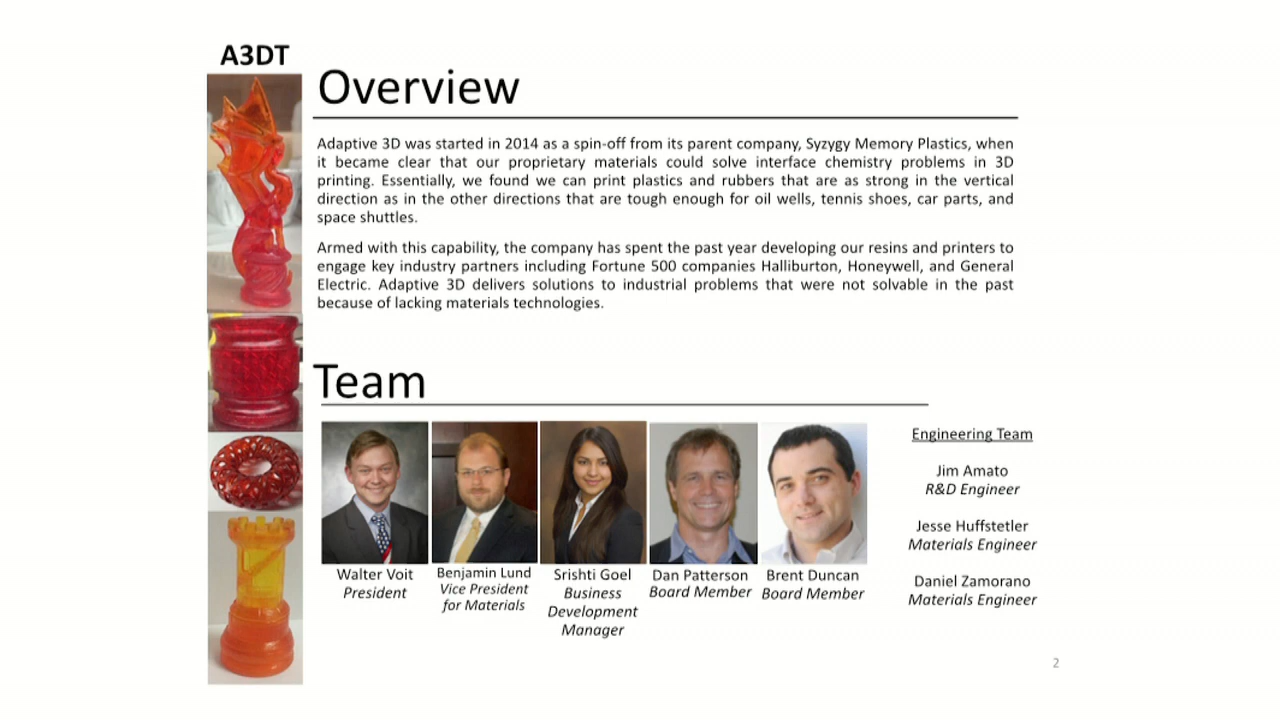 A3DT
Overview
Adaptive 3D was started in 2014 as a spin-off from its parent company, Syzygy Memory Plastics, when
it became clear that our proprietary materials could solve interface chemistry problems in 3D
printing. Essentially, we found we can print plastics and rubbers that are as strong in the vertical
direction as in the other directions that are tough enough for oil wells, tennis shoes, car parts, and
space shuttles.
Armed with this capability, the company has spent the past year developing our resins and printers to
engage key industry partners including Fortune 500 companies Halliburton, Honeywell, and General
Electric. Adaptive 3D delivers solutions to industrial problems that were not solvable in the past
because of lacking materials technologies.
Team
Walter Voit
President
Benjamin Lund
Vice President
for Materials
Srishti Goel
Business
Development
Manager
Dan Patterson
Board Member
Brent Duncan
Board Member
Engineering Team
Jim Amato
R&D Engineer
Jesse Huffstetler
Materials Engineer
Daniel Zamorano
Materials Engineer
2